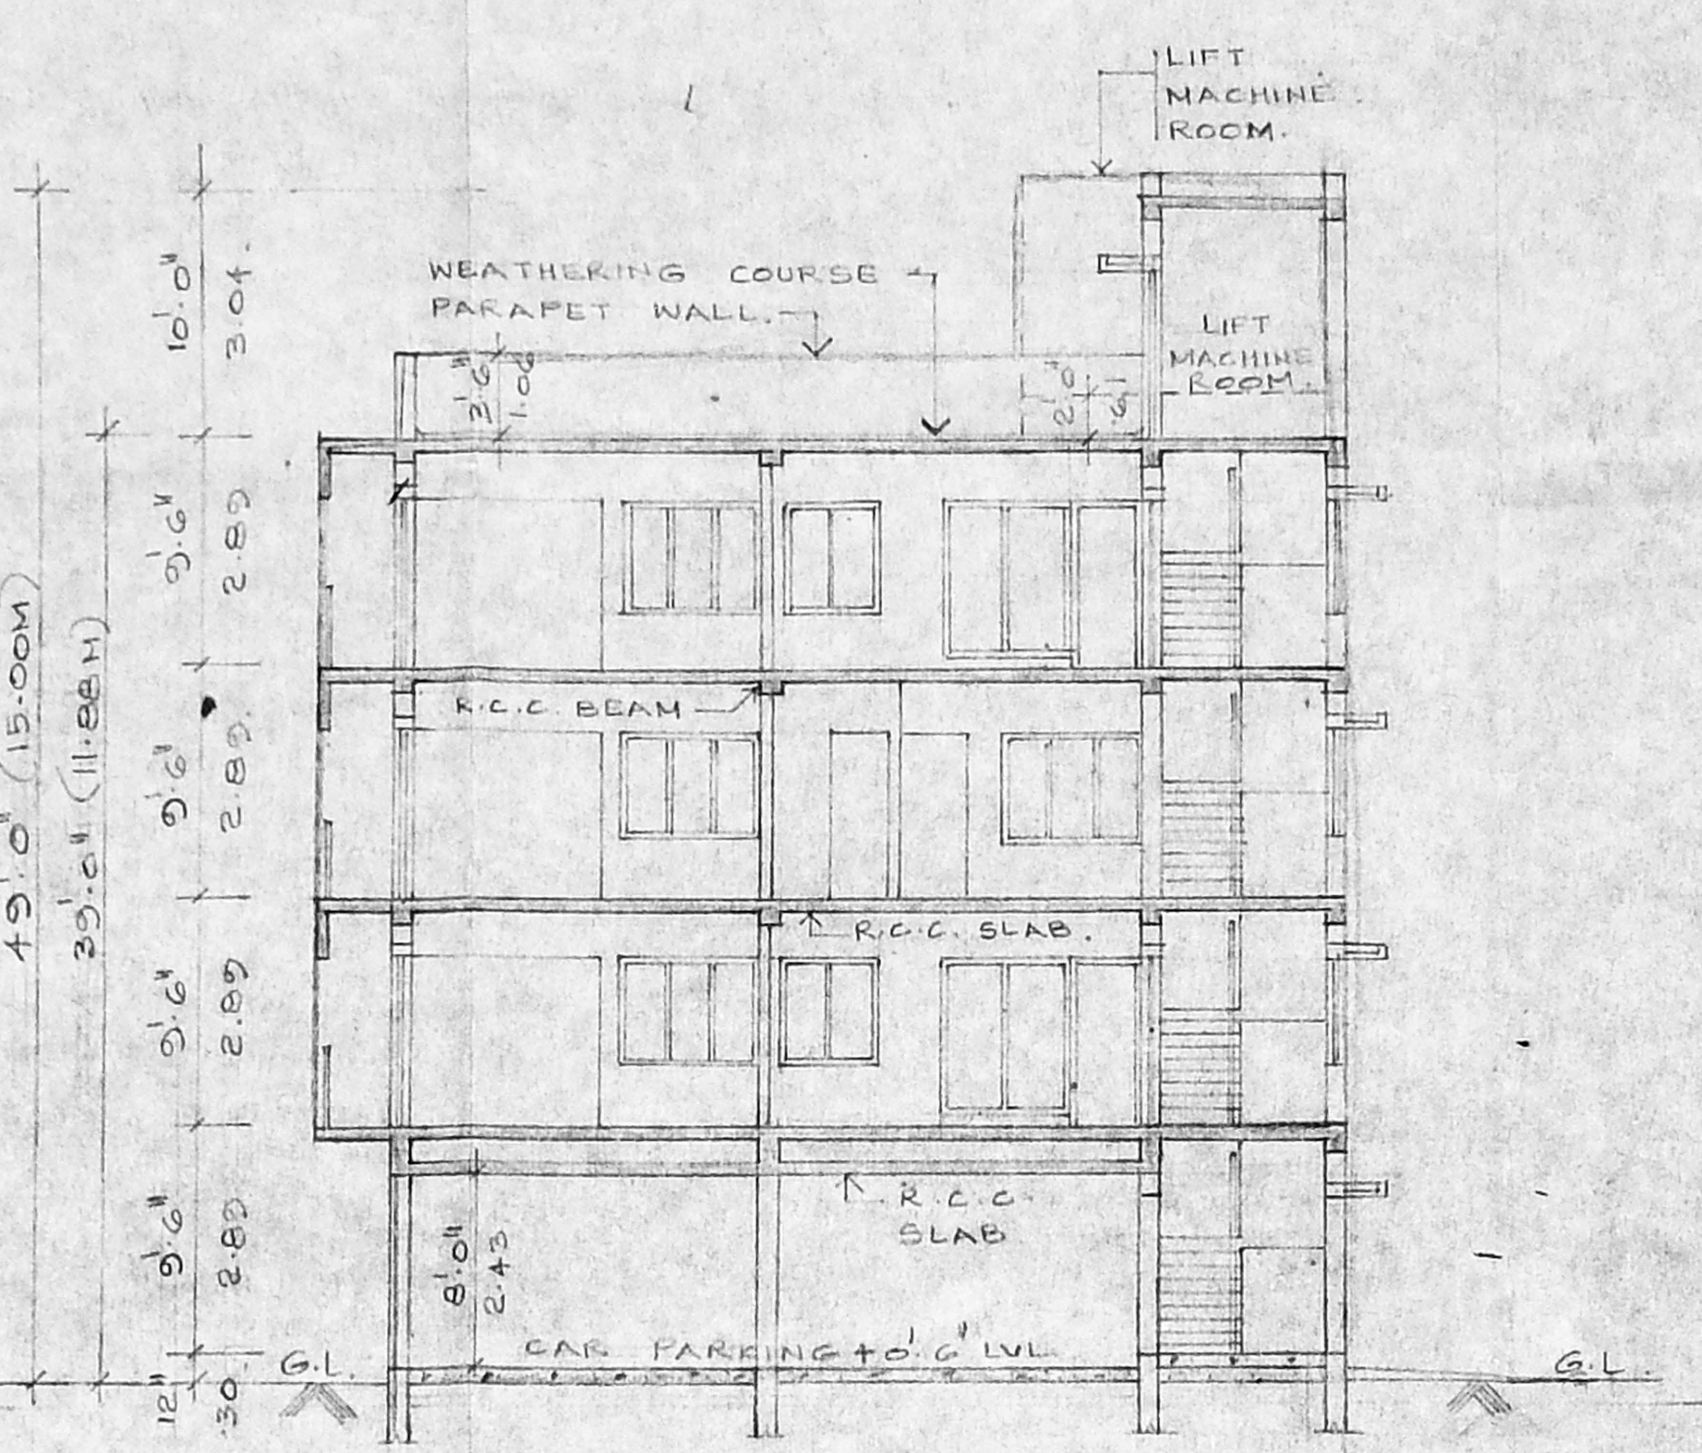 LIFT
MACHINE
ROOM.
WEATHERING COURSE
PARAPET WALL.
10'.0"
3.04.
3'.6"
1.06
2'.0"
.61
LIFT
MACHINE
ROOM.
9'.6"
2.89
49'.0" (15.00M)
39'.0" (11.88M)
R.C.C. BEAM
9'.6"
2.89.
R.C.C. SLAB.
9'.6"
2.89
R.C.C.
SLAB
9'.6"
2.89
8'.0"
2.43
CAR PARKING +0'.6" LVL
G.L.
G.L.
12"
.30